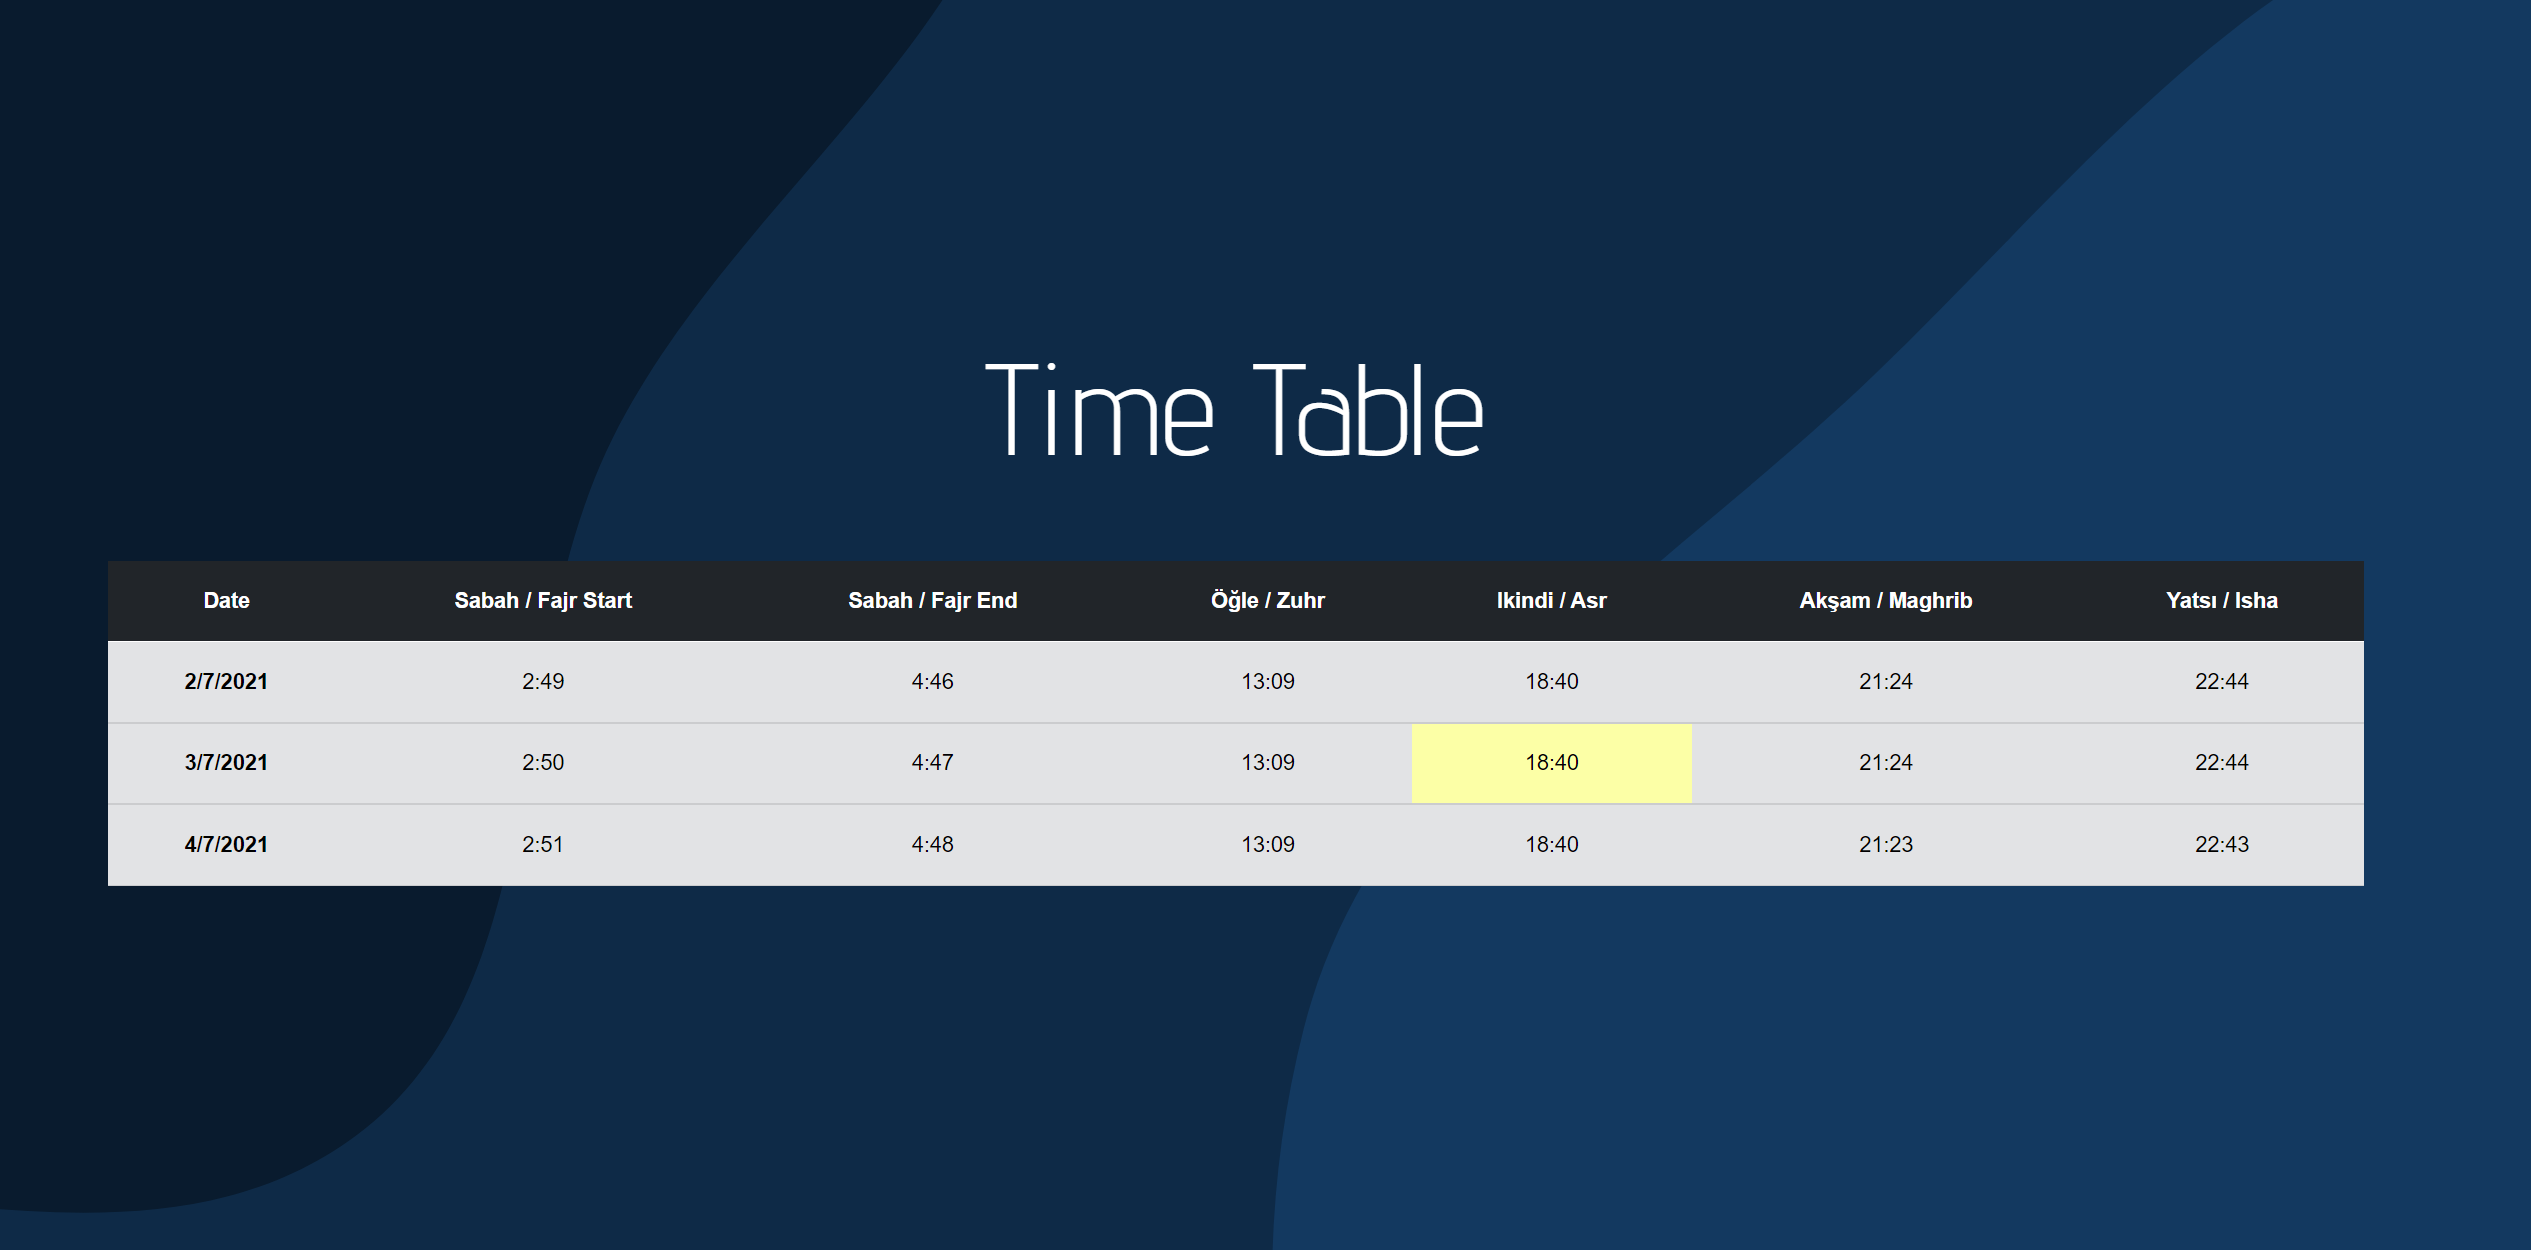 Time Table
Date Sabah / Fajr Start Sabah / Fajr End Öğle / Zuhr Ikindi / Asr Akşam / Maghrib Yatsı / Isha
2/7/2021 2:49 4:46 13:09 18:40 21:24 22:44
3/7/2021 2:50 4:47 13:09 18:40 21:24 22:44
4/7/2021 2:51 4:48 13:09 18:40 21:23 22:43